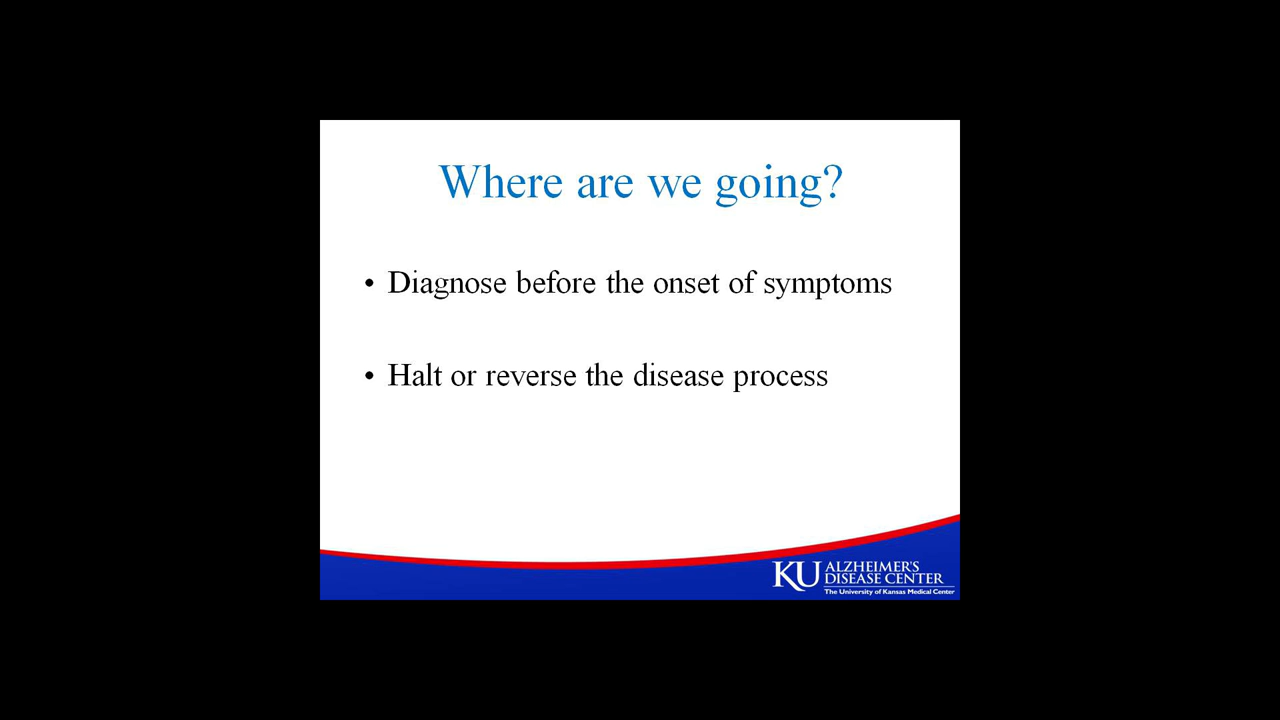 Where are we going?
• Diagnose before the onset of symptoms
• Halt or reverse the disease process
KU ALZHEIMER'S
DISEASE CENTER
The University of Kansas Medical Center